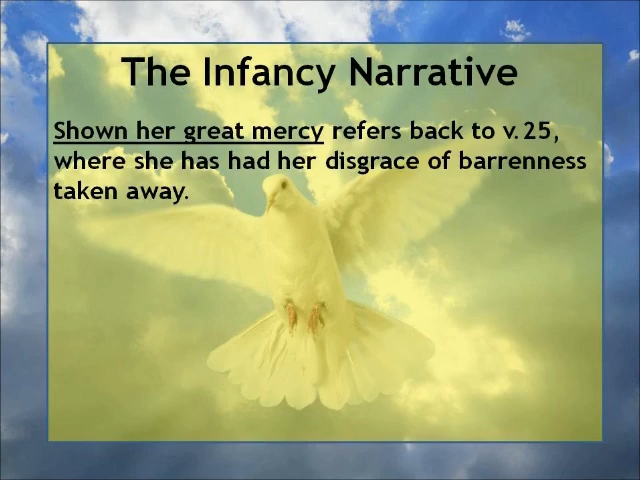 The Infancy Narrative
Shown her great mercy refers back to v.25,
where she has had her disgrace of barrenness
taken away.